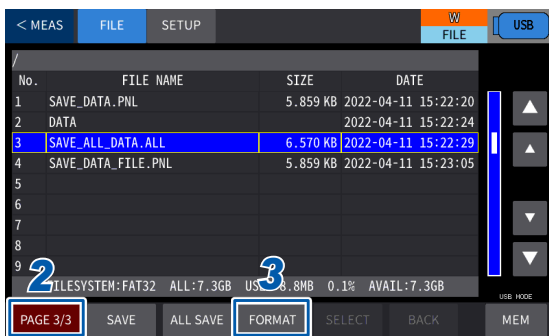 < MEAS FILE SETUP W FILE USB
/
No. FILE NAME SIZE DATE
1 SAVE_DATA.PNL 5.859 KB 2022-04-11 15:22:20
2 DATA 2022-04-11 15:22:24
3 SAVE_ALL_DATA.ALL 6.570 KB 2022-04-11 15:22:29
4 SAVE_DATA_FILE.PNL 5.859 KB 2022-04-11 15:23:05
5
6
7
8
9
2 3
ILESYSTEM:FAT32 ALL:7.3GB 8.8MB 0.1% AVAIL:7.3GB
USB MODE
PAGE 3/3 SAVE ALL SAVE FORMAT SELECT BACK MEM